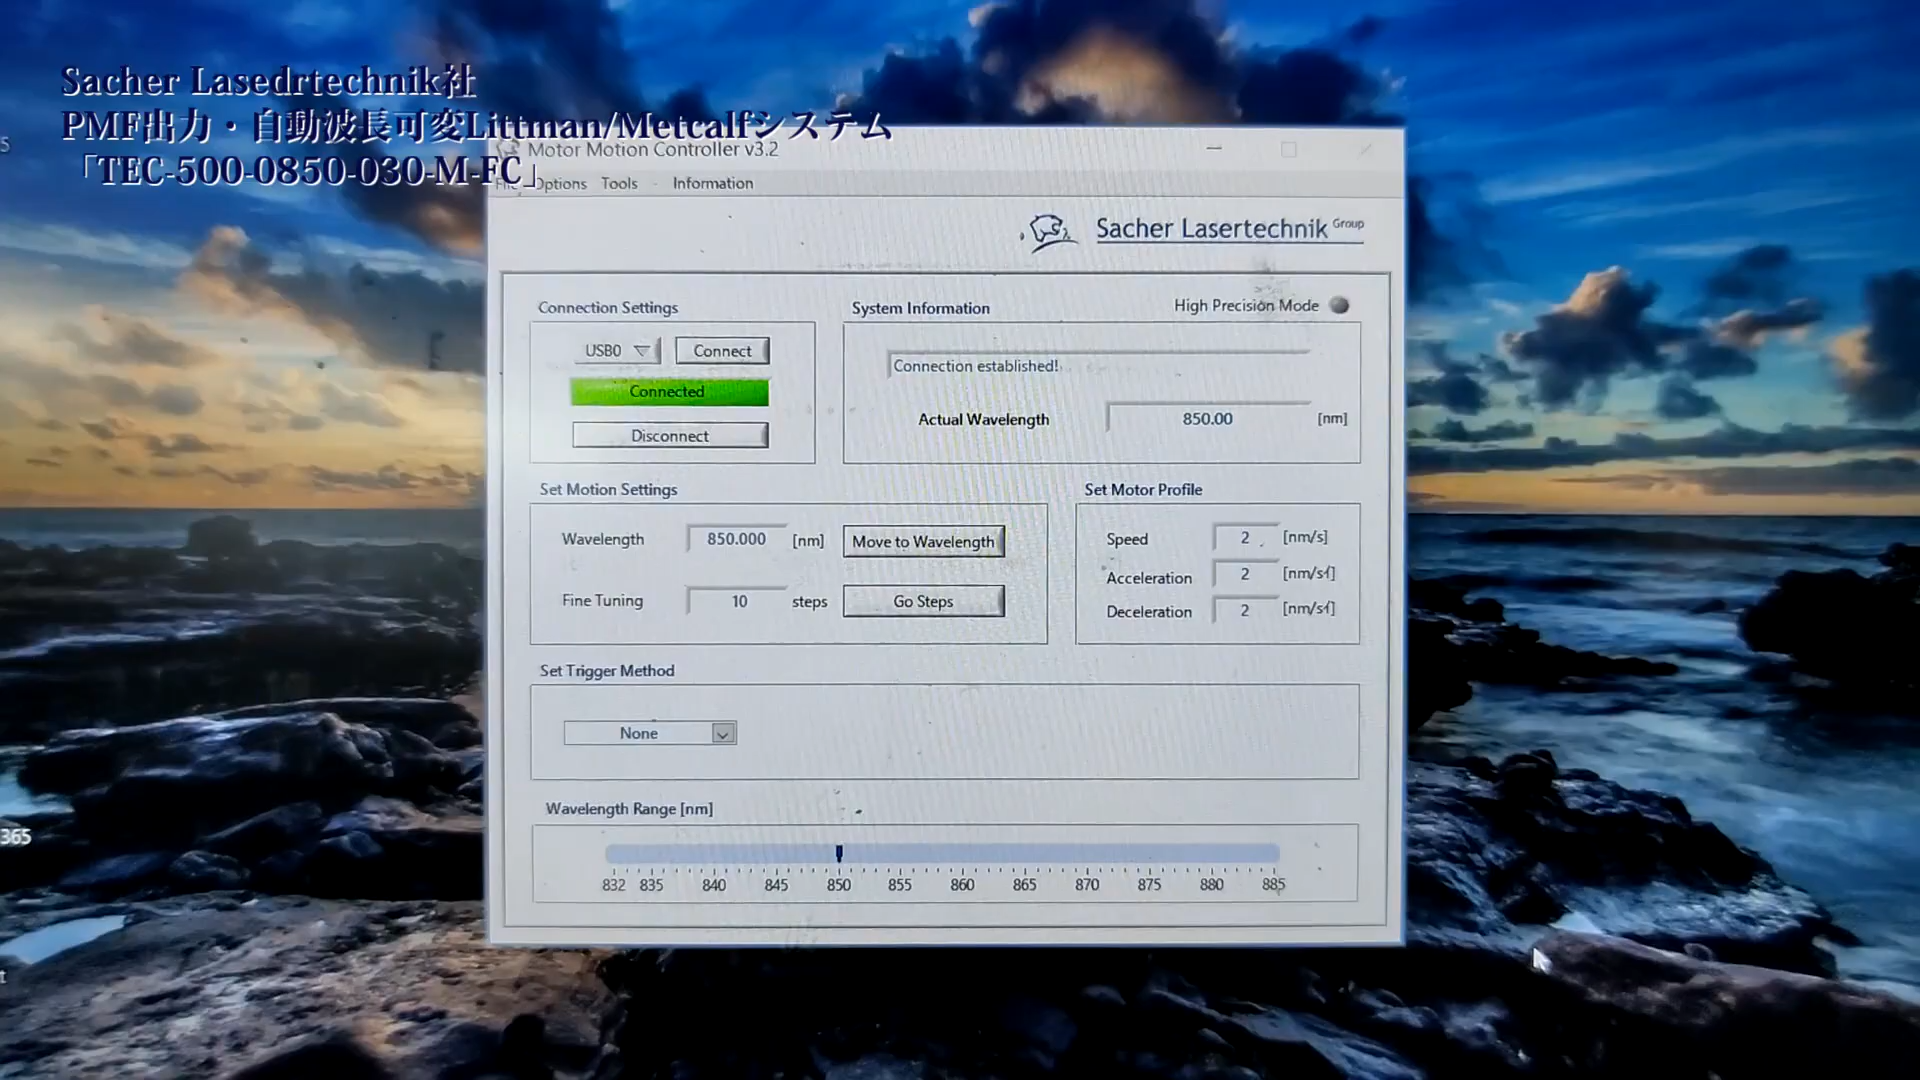 Sacher Lasedrtechnik社
PMF出力・自動波長可変Littman/Metcalfシステム
「TEC-500-0850-030-M-FC」
Motor Motion Controller v3.2
Options Tools Information
Sacher Lasertechnik Group
Connection Settings
USB0 Connect
Connected
Disconnect
System Information
High Precision Mode
Connection established!
Actual Wavelength 850.00 [nm]
Set Motion Settings
Wavelength 850.000 [nm] Move to Wavelength
Fine Tuning 10 steps Go Steps
Set Motor Profile
Speed 2 [nm/s]
Acceleration 2
Deceleration 2
Set Trigger Method
None
Wavelength Range [nm]
832 835 840 845 850 855 860 865 870 875 880 885
365